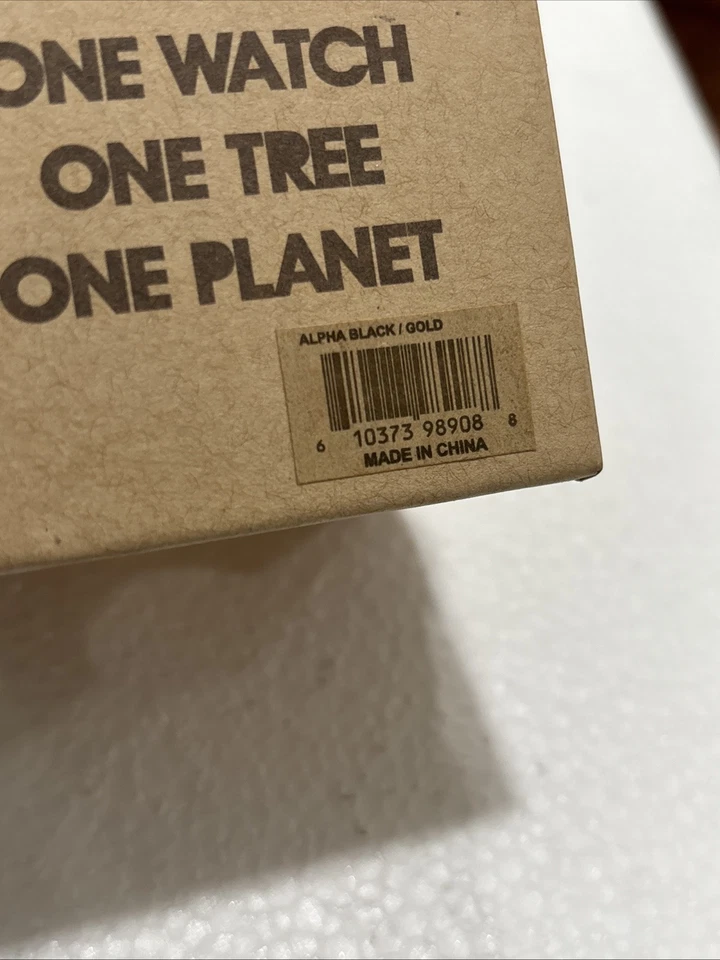 ONE WATCH
ONE TREE
ONE PLANET
ALPHA BLACK / GOLD
6 10373 98908 8
MADE IN CHINA